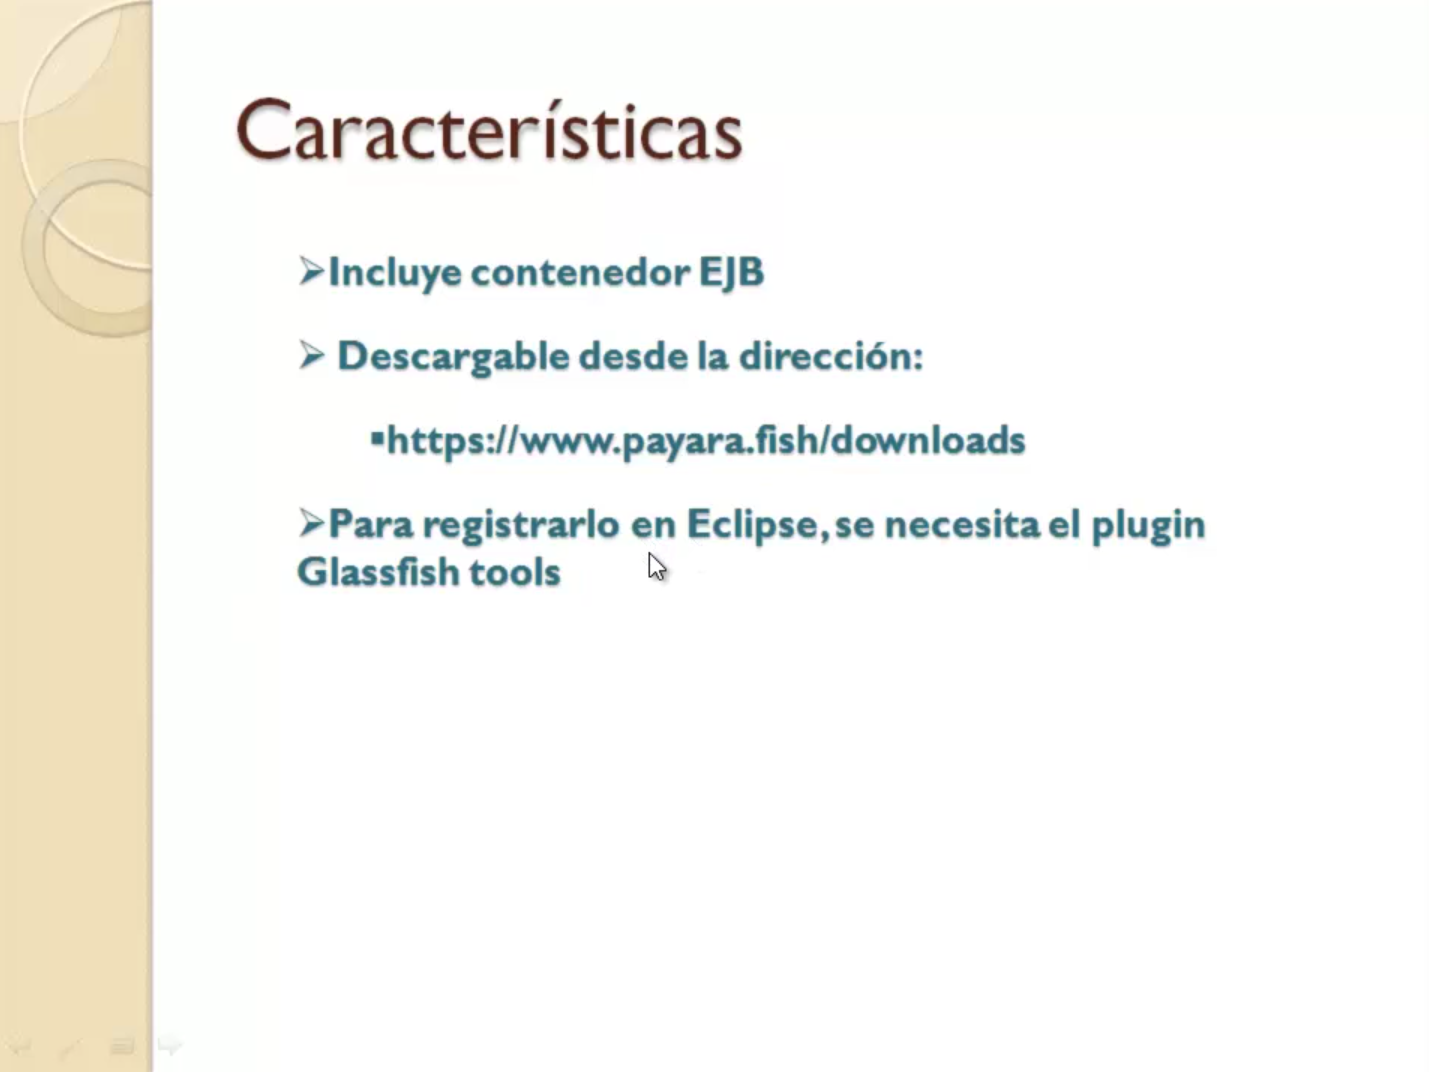 Características
➢Incluye contenedor EJB
➢ Descargable desde la dirección:
▪https://www.payara.fish/downloads
➢Para registrarlo en Eclipse, se necesita el plugin
Glassfish tools